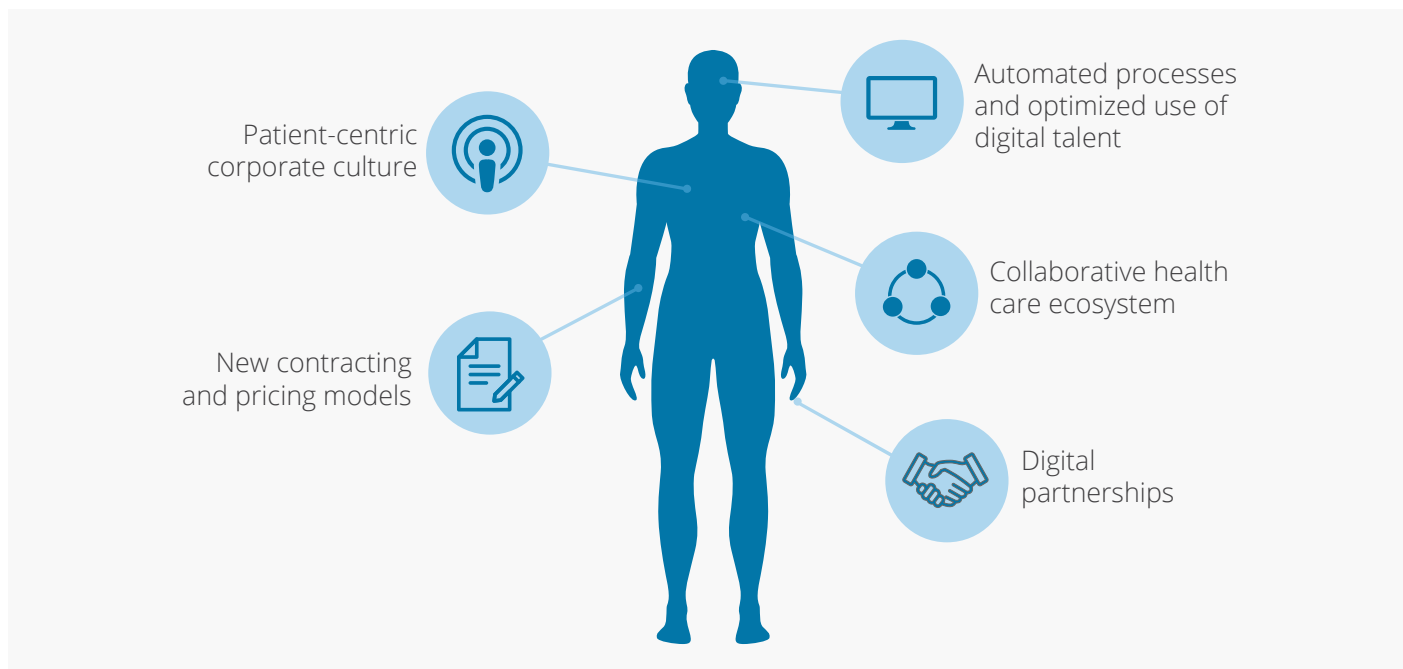 Patient-centric
corporate culture
New contracting
and pricing models
Automated processes
and optimized use of
digital talent
Collaborative health
care ecosystem
Digital
partnerships